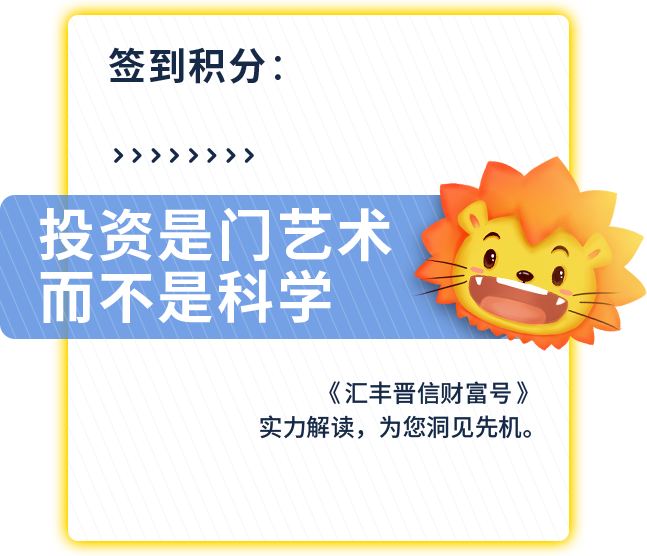 签到积分：
>>>>>>>>
投资是门艺术
而不是科学
《汇丰晋信财富号》
实力解读，为您洞见先机。